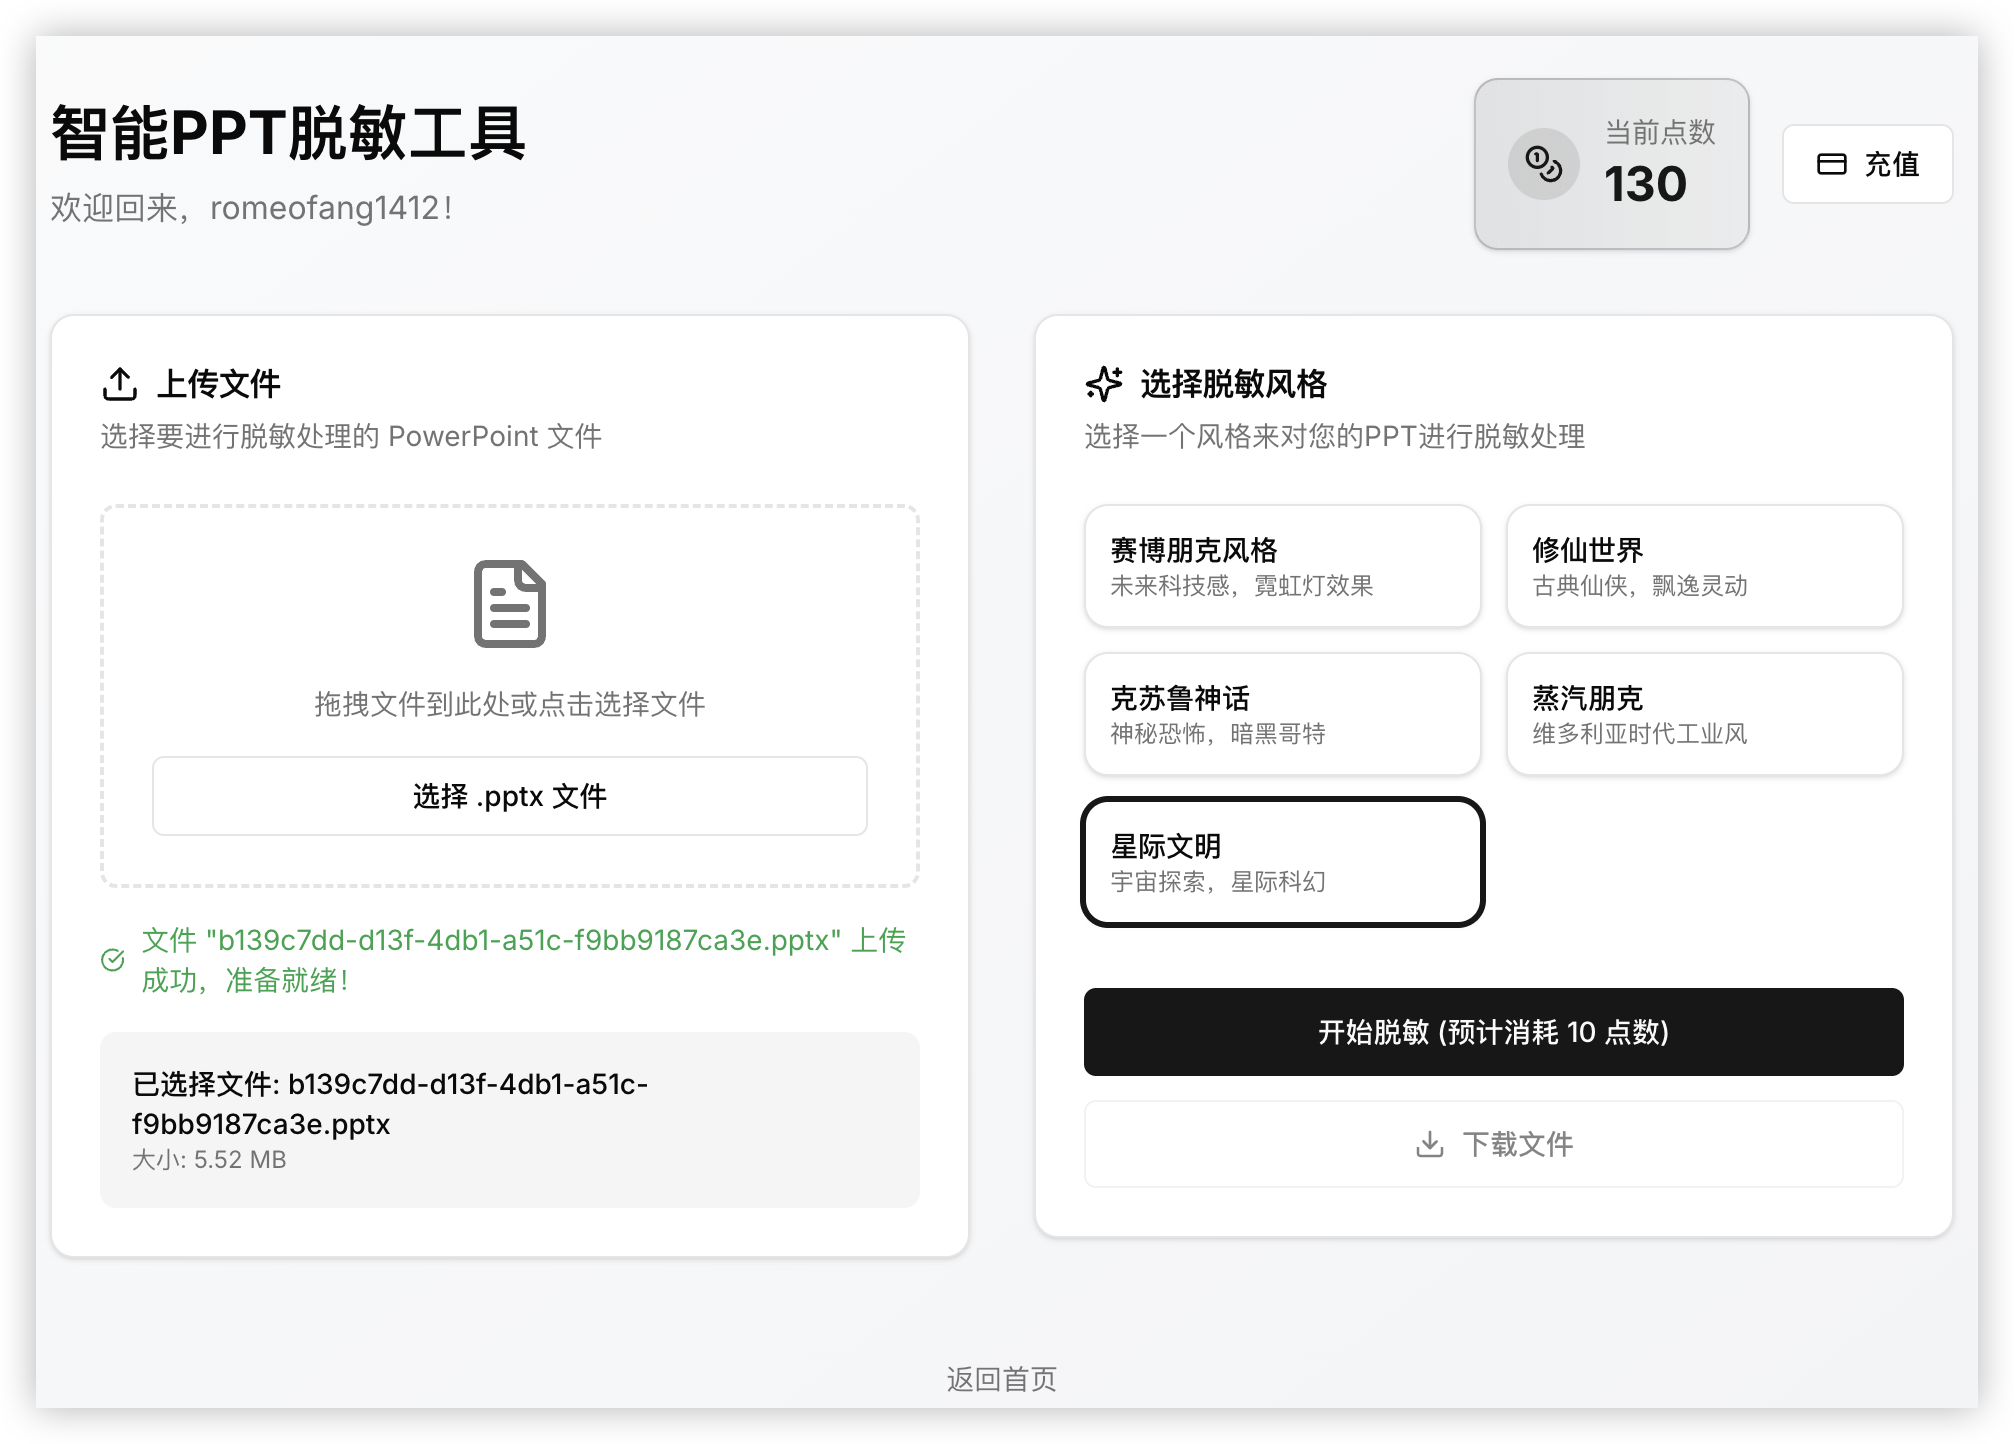 智能PPT脱敏工具
欢迎回来，romeofang1412！
当前点数
130
充值
上传文件
选择要进行脱敏处理的 PowerPoint 文件
拖拽文件到此处或点击选择文件
选择 .pptx 文件
文件 "b139c7dd-d13f-4db1-a51c-f9bb9187ca3e.pptx" 上传
成功，准备就绪！
已选择文件: b139c7dd-d13f-4db1-a51c-
f9bb9187ca3e.pptx
大小: 5.52 MB
选择脱敏风格
选择一个风格来对您的PPT进行脱敏处理
赛博朋克风格
未来科技感，霓虹灯效果
修仙世界
古典仙侠，飘逸灵动
克苏鲁神话
神秘恐怖，暗黑哥特
蒸汽朋克
维多利亚时代工业风
星际文明
宇宙探索，星际科幻
开始脱敏 (预计消耗 10 点数)
下载文件
返回首页